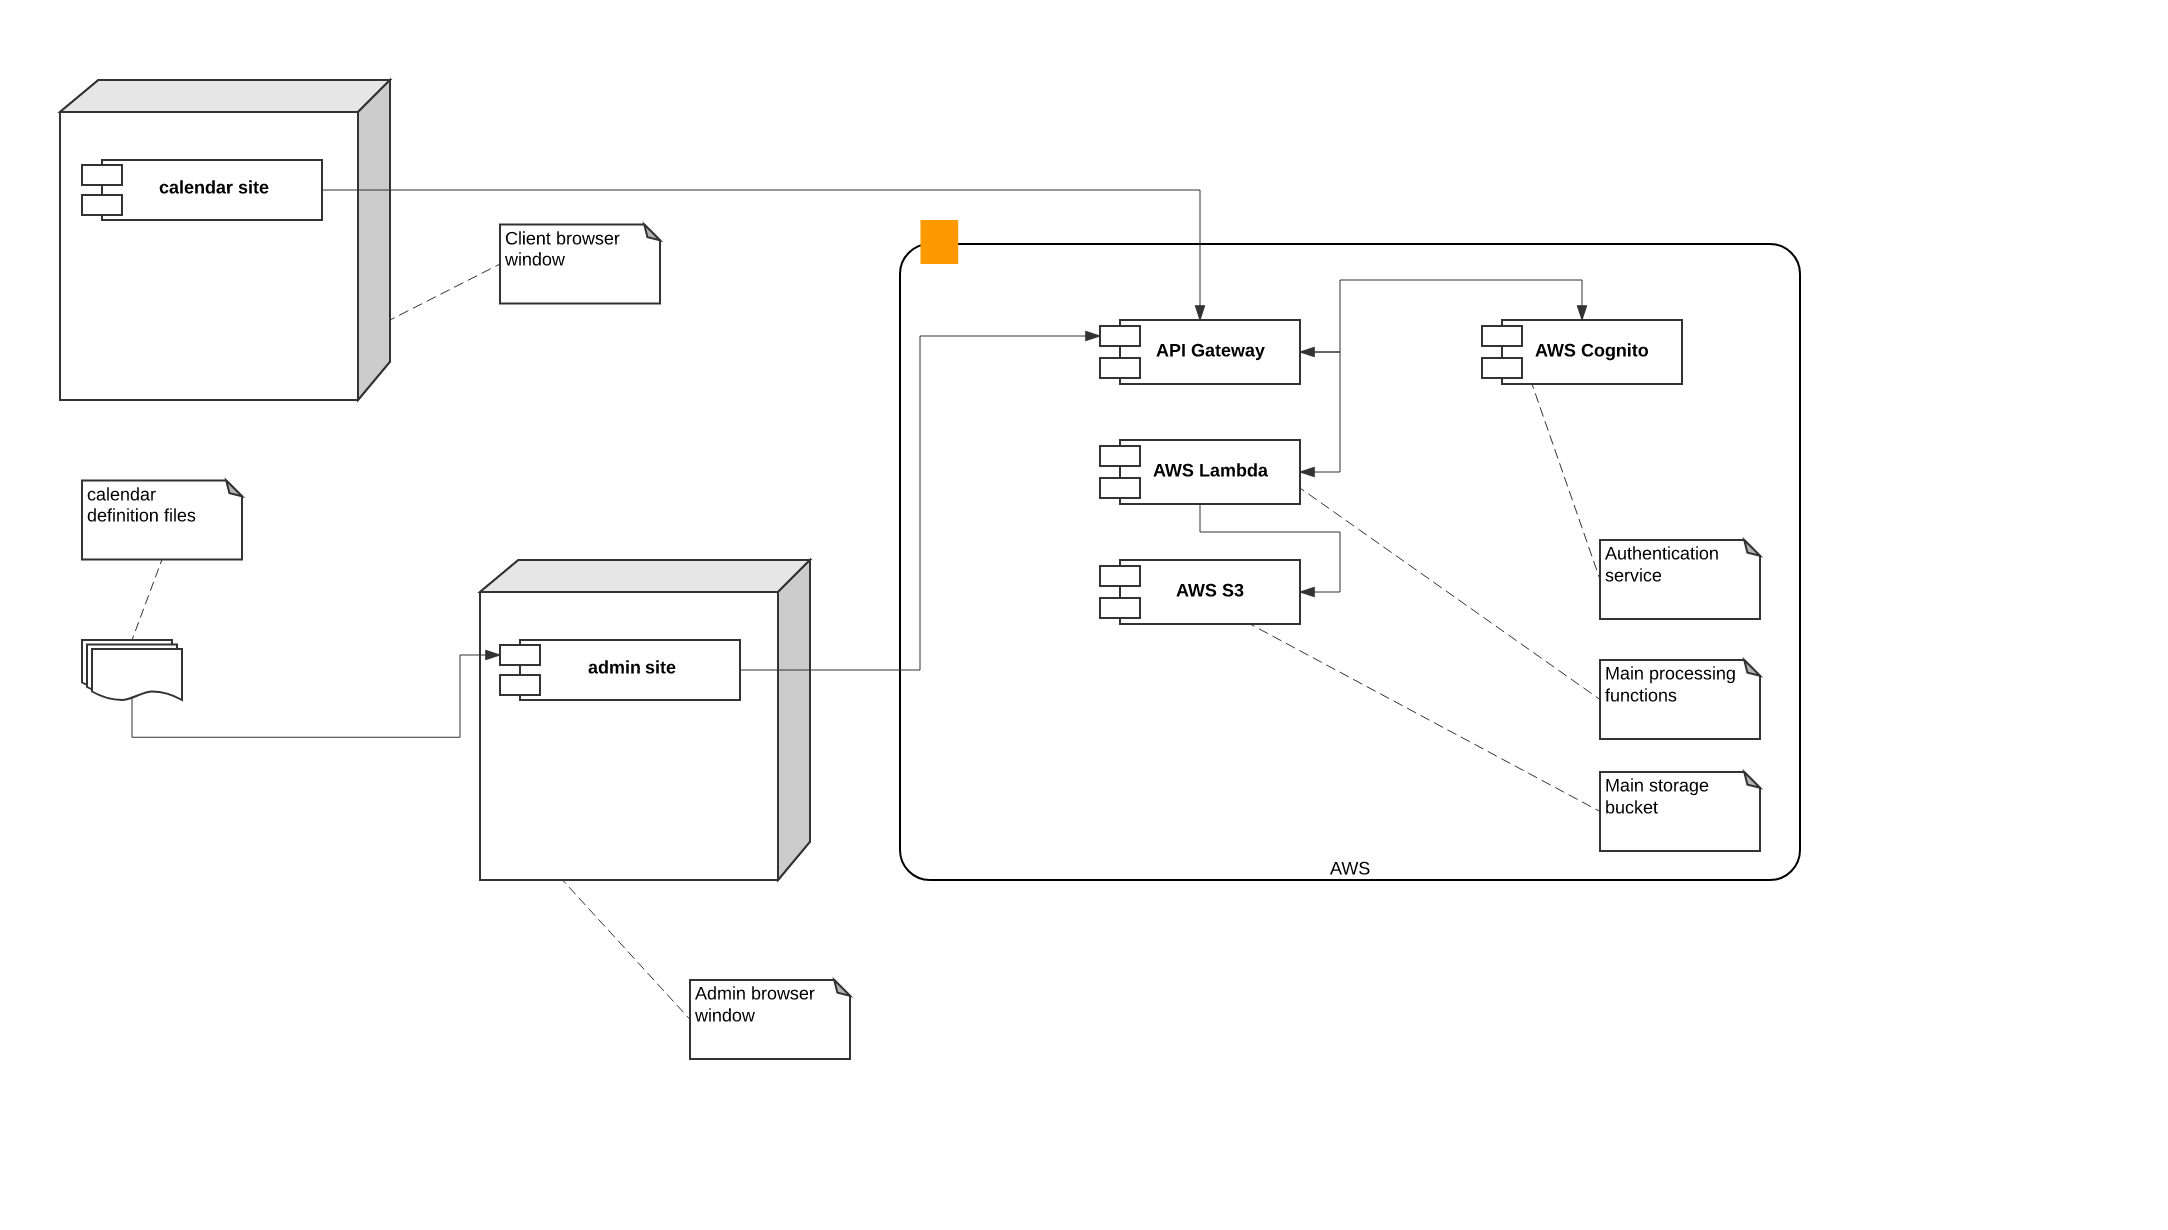 calendar site
Client browser
window
API Gateway
AWS Cognito
AWS Lambda
calendar
definition files
Authentication
service
AWS S3
admin site
Main processing
functions
Main storage
bucket
AWS
Admin browser
window